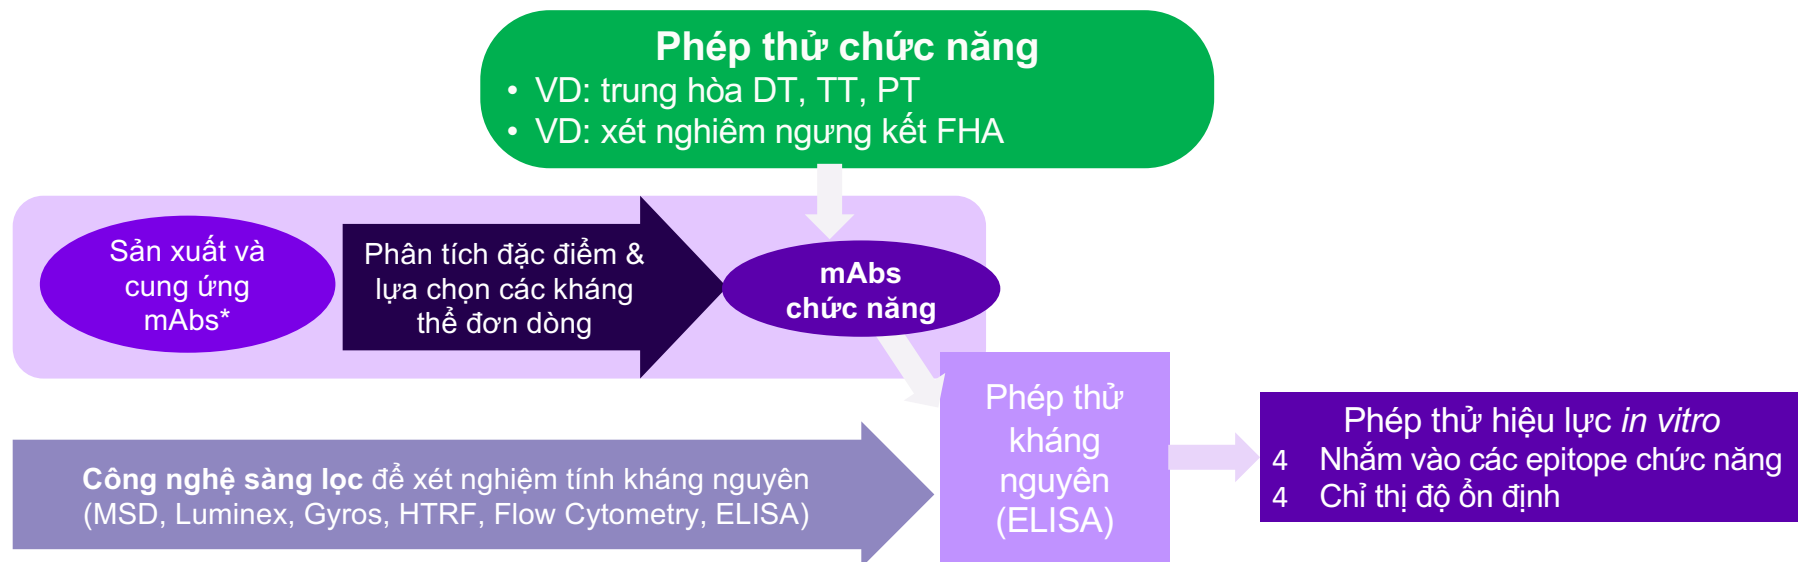 Phép thử chức năng
• VD: trung hòa DT, TT, PT
• VD: xét nghiêm ngưng kết FHA
Sản xuất và
cung ứng
mAbs*
Phân tích đặc điểm &
lựa chọn các kháng
thể đơn dòng
mAbs
chức năng
Công nghệ sàng lọc để xét nghiệm tính kháng nguyên
(MSD, Luminex, Gyros, HTRF, Flow Cytometry, ELISA)
Phép thử
kháng
nguyên
(ELISA)
Phép thử hiệu lực in vitro
4 Nhắm vào các epitope chức năng
4 Chỉ thị độ ổn định